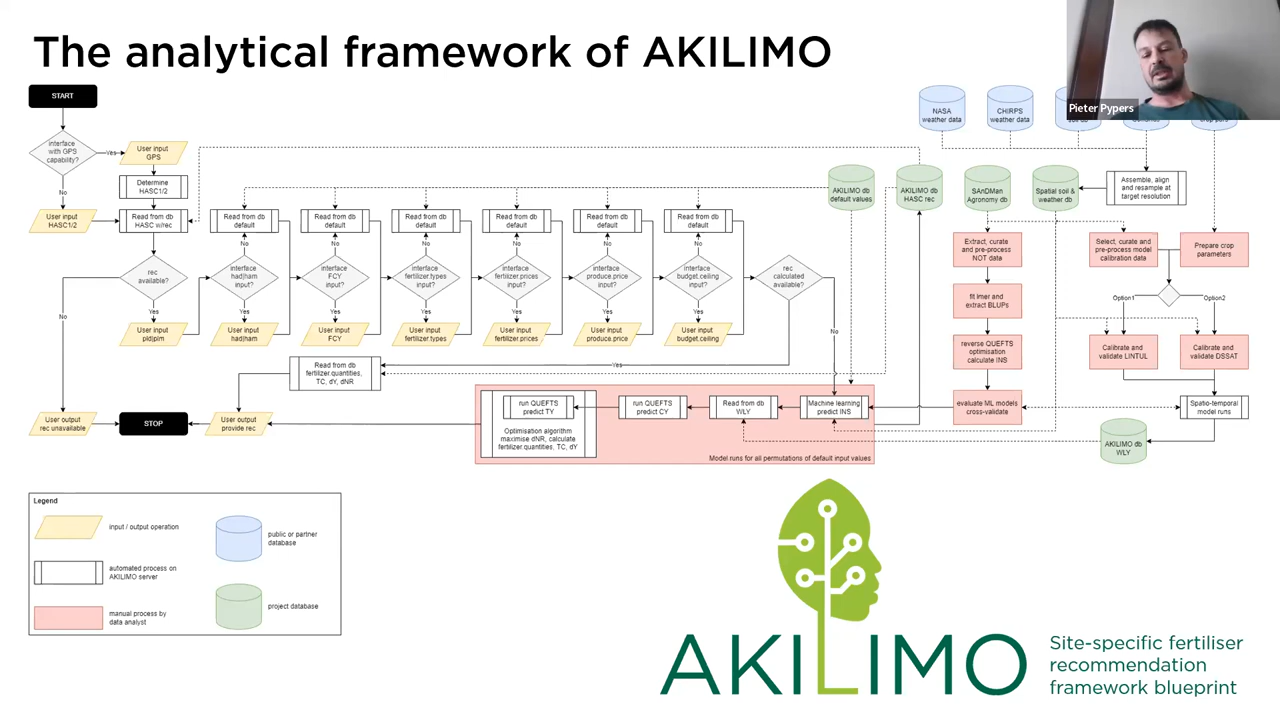 The analytical framework of AKILIMO
Pieter Pypers
START
NASA
weather data
CHIRPS
weather data
interface
with GPS
capability?
Yes
User input
GPS
No
Determine
HASC1/2
User input
HASC1/2
Read from db
HASC w/rec
Read from db
default
Read from db
default
Read from db
default
Read from db
default
Read from db
default
Read from db
default
AKILIMO db
default values
AKILIMO db
HASC rec
SAnDMan
Agronomy db
Spatial soil &
weather db
Assemble, align
and resample at
target resolution
No
No
No
No
No
No
rec
available?
interface
had|ham
input?
interface
FCY
input?
interface
fertilizer.types
input?
interface
fertilizer.prices
input?
interface
produce.price
input?
interface
budget.ceiling
input?
rec
calculated
available?
Extract, curate
and pre-process
NOT data
Select, curate and
pre-process model
calibration data
Prepare crop
parameters
No
Yes
Yes
Yes
Yes
Yes
Yes
Yes
No
User input
pld|plm
User input
had|ham
User input
FCY
User input
fertilizer.types
User input
fertilizer.prices
User input
produce.price
User input
budget.ceiling
fit lmer and
extract BLUPs
Option1
Option2
reverse QUEFTS
optimisation
calculate INS
Calibrate and
validate LINTUL
Calibrate and
validate DSSAT
Read from db
fertilizer.quantities,
TC, dY, dNR
Yes
run QUEFTS
predict TY
run QUEFTS
predict CY
Read from db
WLY
Machine learning
predict INS
evaluate ML models
cross-validate
Spatio-temporal
model runs
User output
rec unavailable
STOP
User output
provide rec
Optimisation algorithm
maximise dNR, calculate
fertilizer.quantities, TC, dY
Model runs for all permutations of default input values
AKILIMO db
WLY
Legend
input / output operation
public or partner
database
automated process on
AKILIMO server
manual process by
data analyst
project database
AKILIMO
Site-specific fertiliser
recommendation
framework blueprint